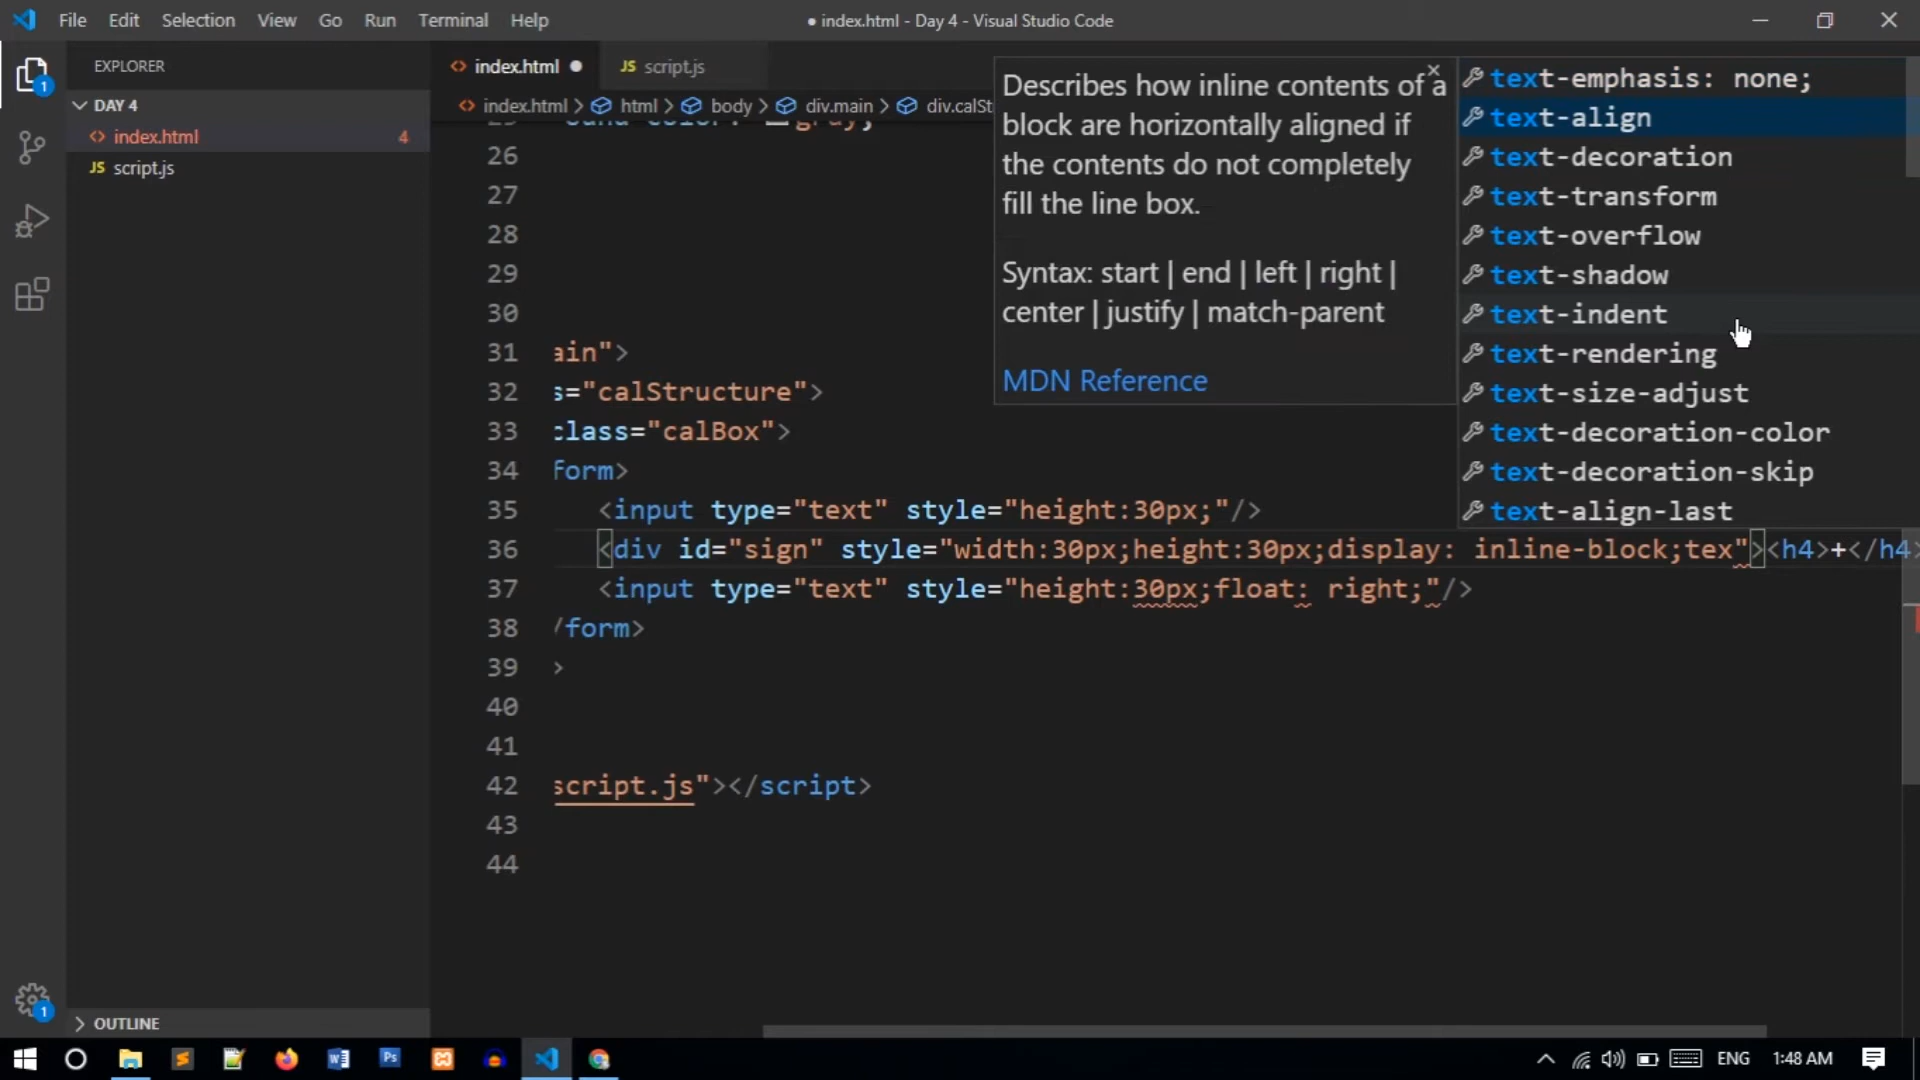 File Edit Selection View Go Run Terminal Help
● index.html - Day 4 - Visual Studio Code
EXPLORER
DAY 4
index.html 4
script.js
OUTLINE
index.html ●
JS script.js
index.html > html > body > div.main > div.calSt
26
27
28
29
30
31 ain">
32 s="calStructure">
33 class="calBox">
34 form>
35 <input type="text" style="height:30px;"/>
36 <div id="sign" style="width:30px;height:30px;display: inline-block;tex"><h4>+</h4>
37 <input type="text" style="height:30px;float: right;"/>
38 /form>
39 >
40
41
42 script.js"></script>
43
44
Describes how inline contents of a
block are horizontally aligned if
the contents do not completely
fill the line box.
Syntax: start | end | left | right |
center | justify | match-parent
MDN Reference
text-emphasis: none;
text-align
text-decoration
text-transform
text-overflow
text-shadow
text-indent
text-rendering
text-size-adjust
text-decoration-color
text-decoration-skip
text-align-last
ENG 1:48 AM